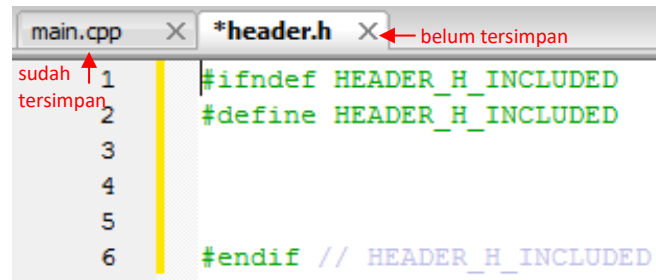 main.cpp × *header.h × belum tersimpan
sudah tersimpan
1 #ifndef HEADER_H_INCLUDED
2 #define HEADER_H_INCLUDED
3
4
5
6 #endif // HEADER_H_INCLUDED